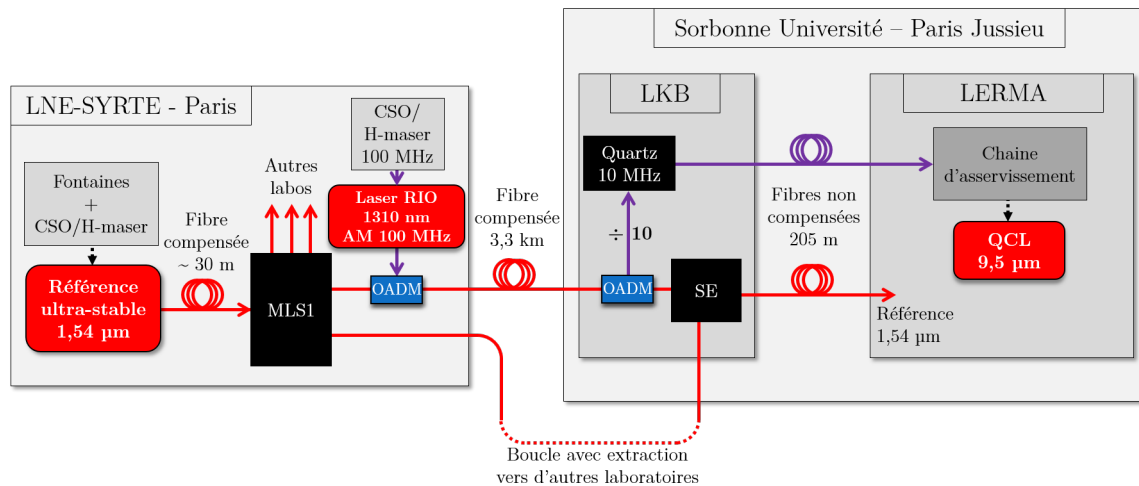 Sorbonne Université – Paris Jussieu
LNE-SYRTE - Paris
CSO/
H-maser
100 MHz
LKB
LERMA
Fontaines
+
CSO/H-maser
Autres
labos
Laser RIO
1310 nm
AM 100 MHz
Quartz
10 MHz
Chaine
d'asservissement
Fibre
compensée
~ 30 m
Fibre
compensée
3,3 km
÷ 10
Fibres non
compensées
205 m
QCL
9,5 µm
Référence
ultra-stable
1,54 µm
MLS1
OADM
OADM
SE
Référence
1,54 µm
Boucle avec extraction
vers d'autres laboratoires